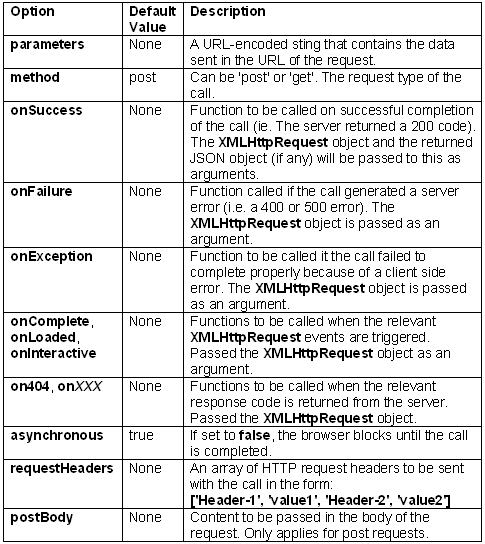 Option Default Value Description
parameters None A URL-encoded sting that contains the data
sent in the URL of the request.
method post Can be 'post' or 'get'. The request type of the
call.
onSuccess None Function to be called on successful completion
of the call (ie. The server returned a 200 code).
The XMLHttpRequest object and the returned
JSON object (if any) will be passed to this as
arguments.
onFailure None Function called if the call generated a server
error (i.e. a 400 or 500 error). The
XMLHttpRequest object is passed as an
argument.
onException None Function to be called it the call failed to
complete properly because of a client side
error. The XMLHttpRequest object is passed
as an argument.
onComplete, None Functions to be called when the relevant
onLoaded, XMLHttpRequest events are triggered.
onInteractive Passed the XMLHttpRequest object as an
argument.
on404, onXXX None Functions to be called when the relevant
response code is returned from the server.
Passed the XMLHttpRequest object.
asynchronous true If set to false, the browser blocks until the call
is completed.
requestHeaders None An array of HTTP request headers to be sent
with the call in the form:
['Header-1', 'value1', 'Header-2', 'value2']
postBody None Content to be passed in the body of the
request. Only applies for post requests.